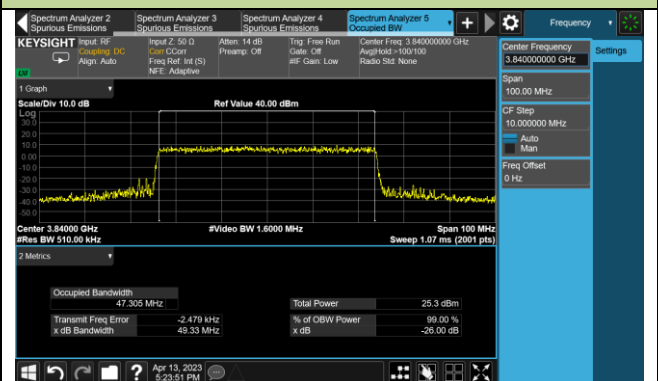 Spectrum Analyzer 2
Spurious Emissions
Spectrum Analyzer 3
Spurious Emissions
Spectrum Analyzer 4
Spurious Emissions
Spectrum Analyzer 5
Occupied BW
+
Frequency
KEYSIGHT
Input: RF
Coupling: DC
Align: Auto
Input Z: 50 Ω
Corr CCorr
Freq Ref: Int (S)
NFE: Adaptive
Atten: 14 dB
Preamp: Off
Trig: Free Run
Gate: Off
#IF Gain: Low
Center Freq: 3.840000000 GHz
Avg|Hold:>100/100
Radio Std: None
LXI
Center Frequency
3.840000000 GHz
Settings
Span
100.00 MHz
CF Step
10.000000 MHz
Auto
Man
Freq Offset
0 Hz
1 Graph
Scale/Div 10.0 dB
Ref Value 40.00 dBm
Log
30.0
20.0
10.0
0.00
-10.0
-20.0
-30.0
-40.0
-50.0
Center 3.84000 GHz
#Video BW 1.6000 MHz
Span 100 MHz
#Res BW 510.00 kHz
Sweep 1.07 ms (2001 pts)
2 Metrics
Occupied Bandwidth
47.305 MHz
Total Power 25.3 dBm
Transmit Freq Error -2.479 kHz
% of OBW Power 99.00 %
x dB Bandwidth 49.33 MHz
x dB -26.00 dB
?
Apr 13, 2023
5:23:51 PM